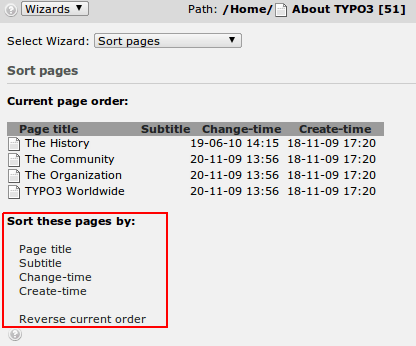 Wizards Path: /Home/ About TYPO3 [51]
Select Wizard: Sort pages
Sort pages
Current page order:
Page title Subtitle Change-time Create-time
The History 19-06-10 14:15 18-11-09 17:20
The Community 20-11-09 13:56 18-11-09 17:20
The Organization 20-11-09 13:56 18-11-09 17:20
TYPO3 Worldwide 20-11-09 13:56 18-11-09 17:20
Sort these pages by:
Page title
Subtitle
Change-time
Create-time
Reverse current order